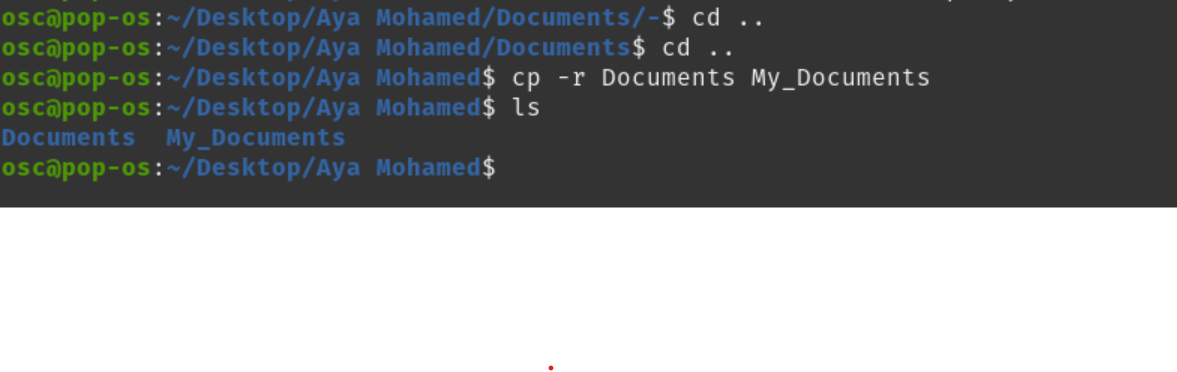 osc@pop-os:~/Desktop/Aya Mohamed/Documents/-$ cd ..
osc@pop-os:~/Desktop/Aya Mohamed/Documents$ cd ..
osc@pop-os:~/Desktop/Aya Mohamed$ cp -r Documents My_Documents
osc@pop-os:~/Desktop/Aya Mohamed$ ls
Documents  My_Documents
osc@pop-os:~/Desktop/Aya Mohamed$